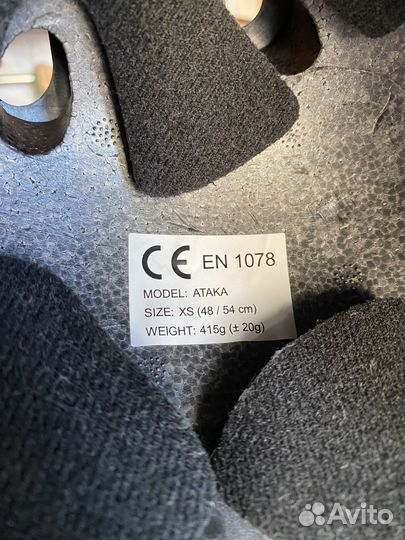 CE EN 1078
MODEL: ATAKA
SIZE: XS (48 / 54 cm)
WEIGHT: 415g (± 20g)
Avito